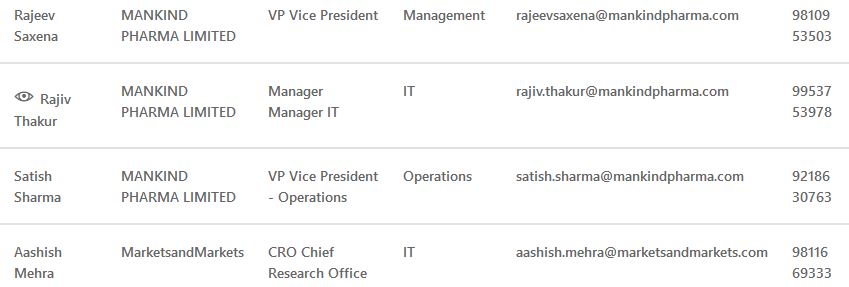 Rajeev MANKIND VP Vice President Management rajeevsaxena@mankindpharma.com 98109
Saxena PHARMA LIMITED 53503
MANKIND Manager IT rajiv.thakur@mankindpharma.com 99537
Rajiv PHARMA LIMITED Manager IT 53978
Thakur
Satish MANKIND VP Vice President Operations satish.sharma@mankindpharma.com 92186
Sharma PHARMA LIMITED - Operations 30763
Aashish MarketsandMarkets CRO Chief IT aashish.mehra@marketsandmarkets.com 98116
Mehra Research Office 69333